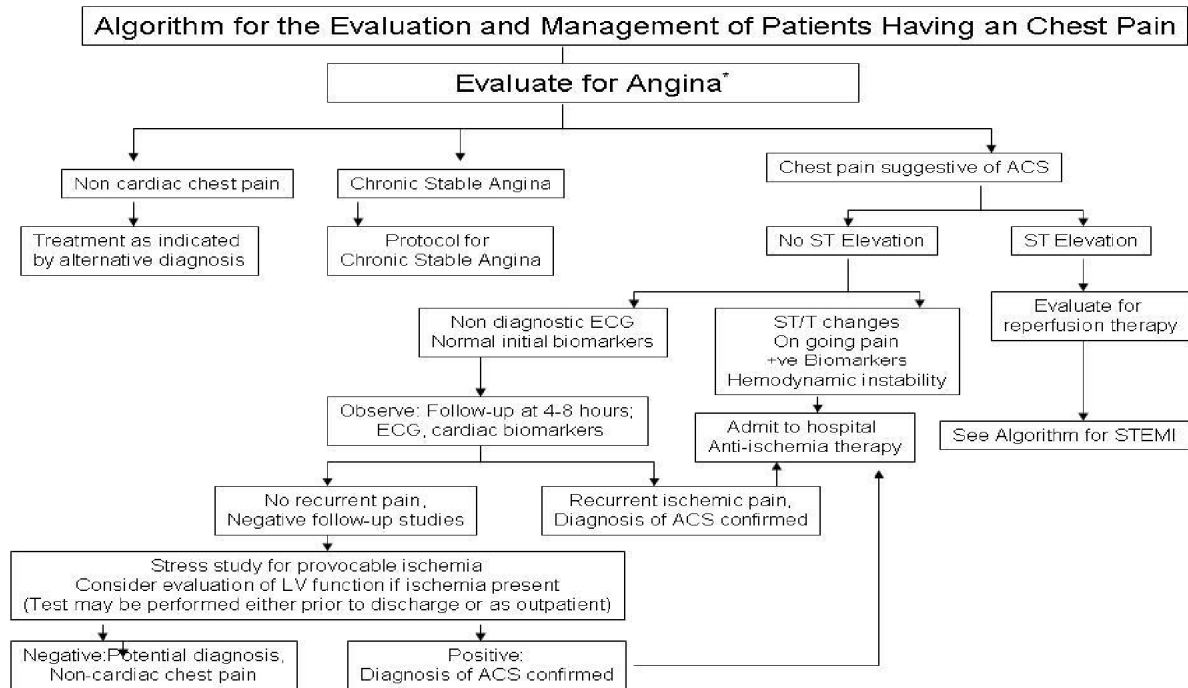 Algorithm for the Evaluation and Management of Patients Having an Chest Pain
Evaluate for Angina*
Non cardiac chest pain
Chronic Stable Angina
Chest pain suggestive of ACS
Treatment as indicated
by alternative diagnosis
Protocol for
Chronic Stable Angina
No ST Elevation
ST Elevation
Non diagnostic ECG
Normal initial biomarkers
ST/T changes
On going pain
+ve Biomarkers
Hemodynamic instability
Evaluate for
reperfusion therapy
Observe: Follow-up at 4-8 hours;
ECG, cardiac biomarkers
Admit to hospital
Anti-ischemia therapy
See Algorithm for STEMI
No recurrent pain,
Negative follow-up studies
Recurrent ischemic pain,
Diagnosis of ACS confirmed
Stress study for provocable ischemia
Consider evaluation of LV function if ischemia present
(Test may be performed either prior to discharge or as outpatient)
Negative:Potential diagnosis,
Non-cardiac chest pain
Positive:
Diagnosis of ACS confirmed